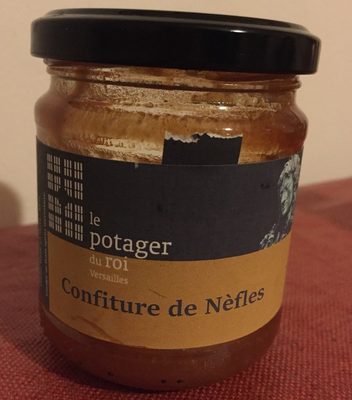 le
potager
du roi
Versailles
Confiture de Nèfles